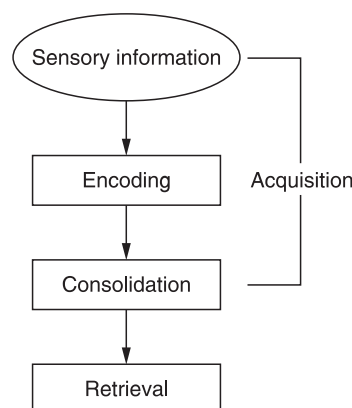 Sensory information
Encoding
Acquisition
Consolidation
Retrieval